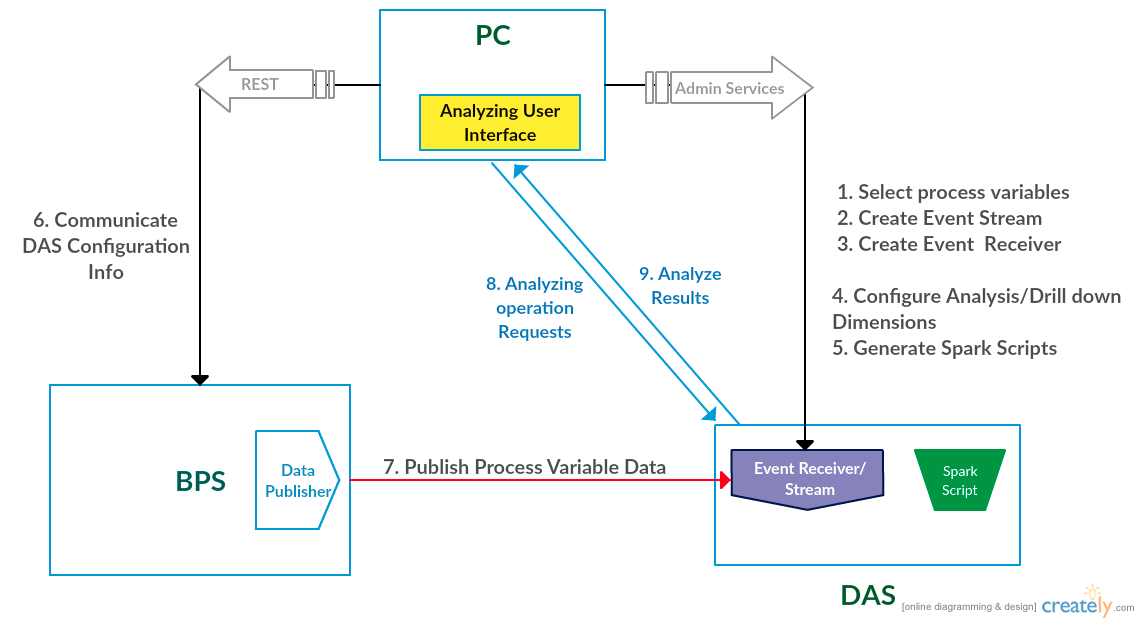 PC
REST
Admin Services
Analyzing User
Interface
1. Select process variables
2. Create Event Stream
3. Create Event  Receiver
4. Configure Analysis/Drill down
Dimensions
5. Generate Spark Scripts
6. Communicate
DAS Configuration
Info
8. Analyzing
operation
Requests
9. Analyze
Results
BPS
Data
Publisher
7. Publish Process Variable Data
Event Receiver/
Stream
Spark
Script
DAS
[online diagramming & design] creately.com